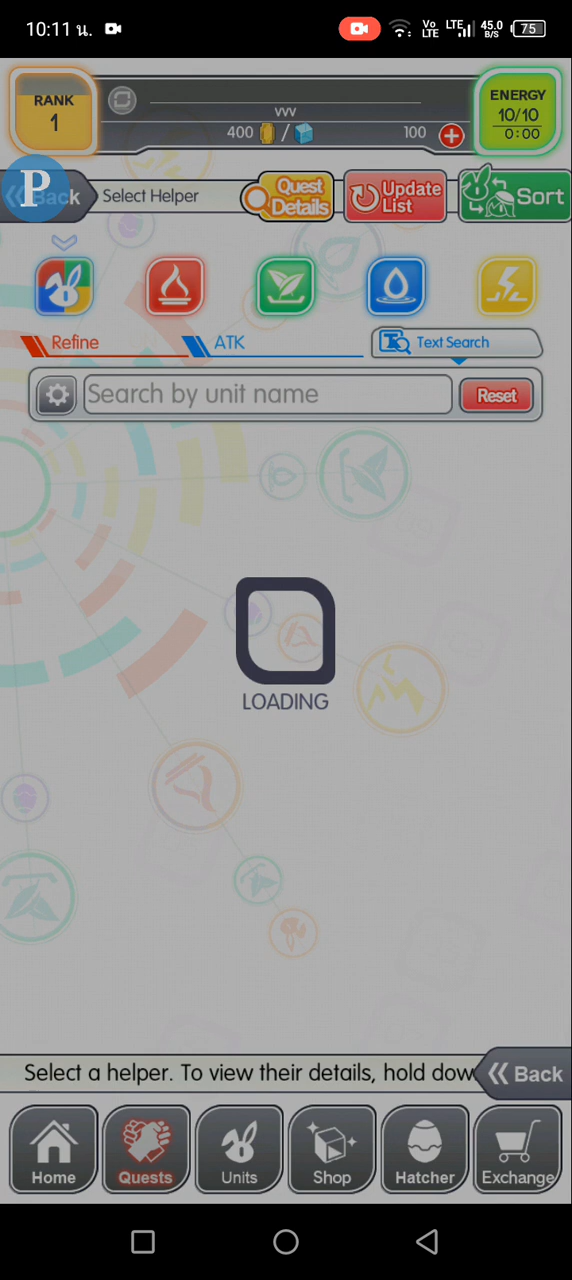 10:11 น.
Vo LTE
LTE
45.0 B/S
75
RANK
1
ENERGY
10/10
0:00
vvv
400 /
100
P
Back
Select Helper
Quest Details
Update List
Sort
Refine
ATK
Text Search
Search by unit name
Reset
LOADING
Select a helper. To view their details, hold dow
Back
Home
Quests
Units
Shop
Hatcher
Exchange